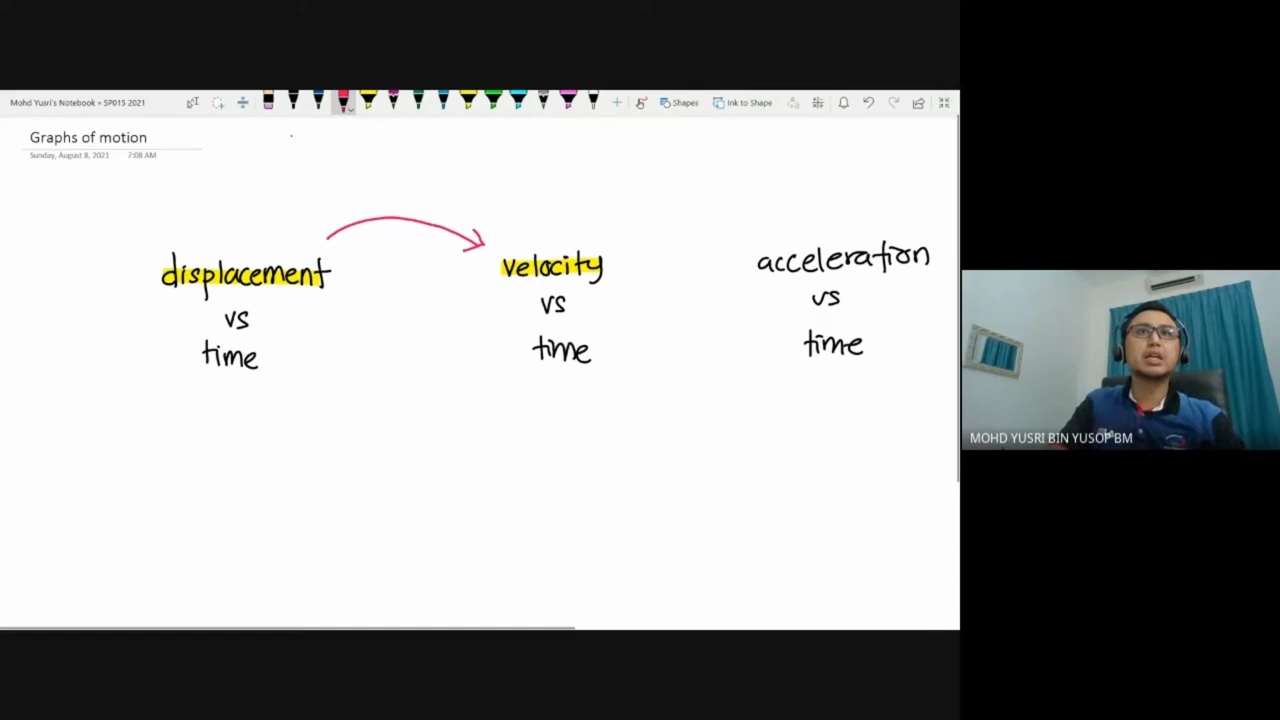 Mohd Yusri's Notebook » SP015 2021
Shapes
Ink to Shape
Graphs of motion
Sunday, August 8, 2021 7:08 AM
displacement
vs
time
velocity
vs
time
acceleration
vs
time
MOHD YUSRI BIN YUSOP BM